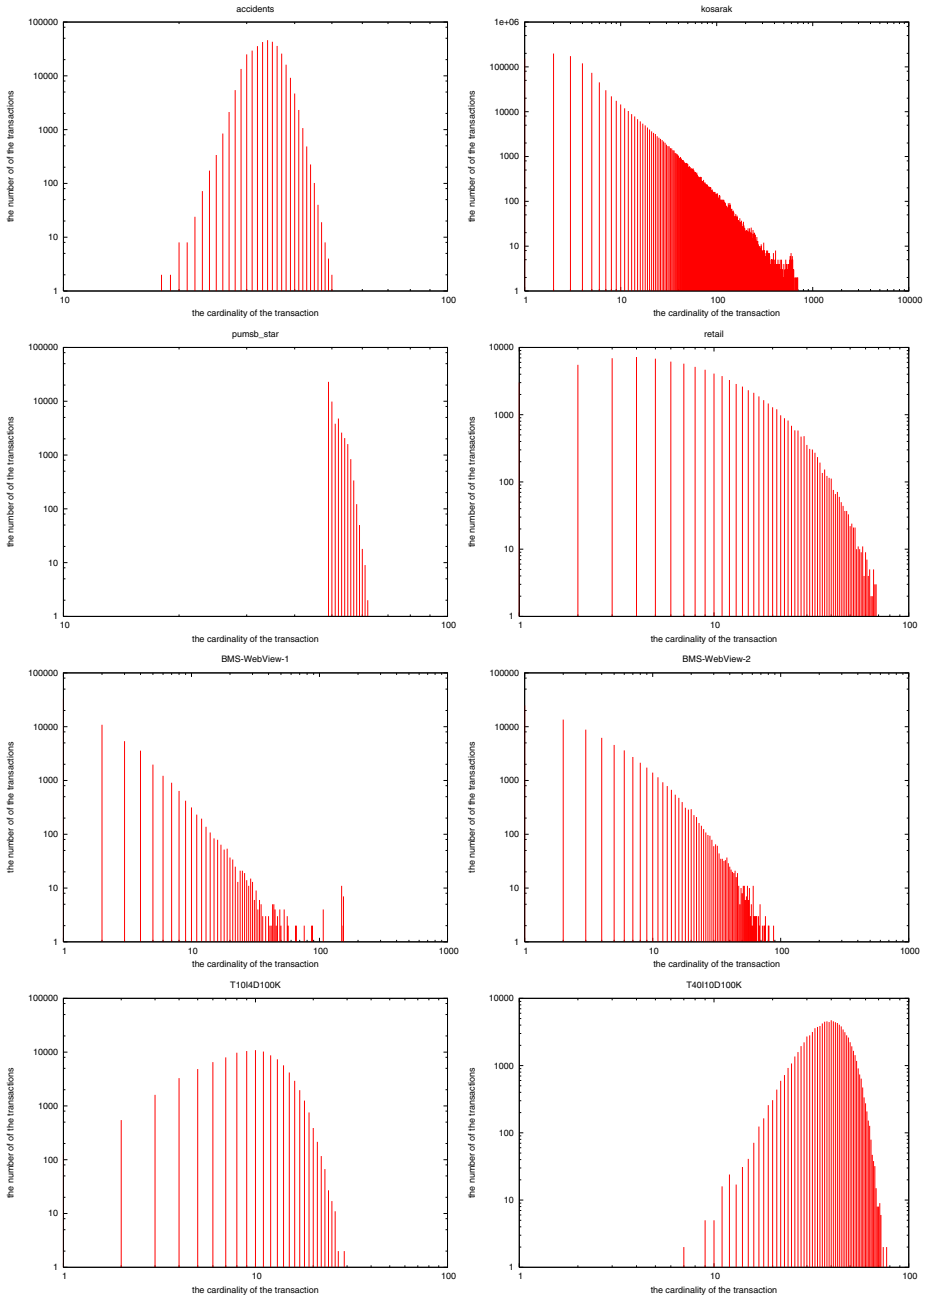 accidents
100000
10000
1000
100
10
1
10
100
the number of of the transactions
the cardinality of the transaction
kosarak
1e+06
100000
10000
1000
100
10
1
1
10
100
1000
10000
the number of of the transactions
the cardinality of the transaction
pumsb_star
100000
10000
1000
100
10
1
10
100
the number of of the transactions
the cardinality of the transaction
retail
10000
1000
100
10
1
1
10
100
the number of of the transactions
the cardinality of the transaction
BMS-WebView-1
100000
10000
1000
100
10
1
1
10
100
1000
the number of of the transactions
the cardinality of the transaction
BMS-WebView-2
100000
10000
1000
100
10
1
1
10
100
1000
the number of of the transactions
the cardinality of the transaction
T10I4D100K
100000
10000
1000
100
10
1
1
10
100
the number of of the transactions
the cardinality of the transaction
T40I10D100K
10000
1000
100
10
1
1
10
100
the number of of the transactions
the cardinality of the transaction